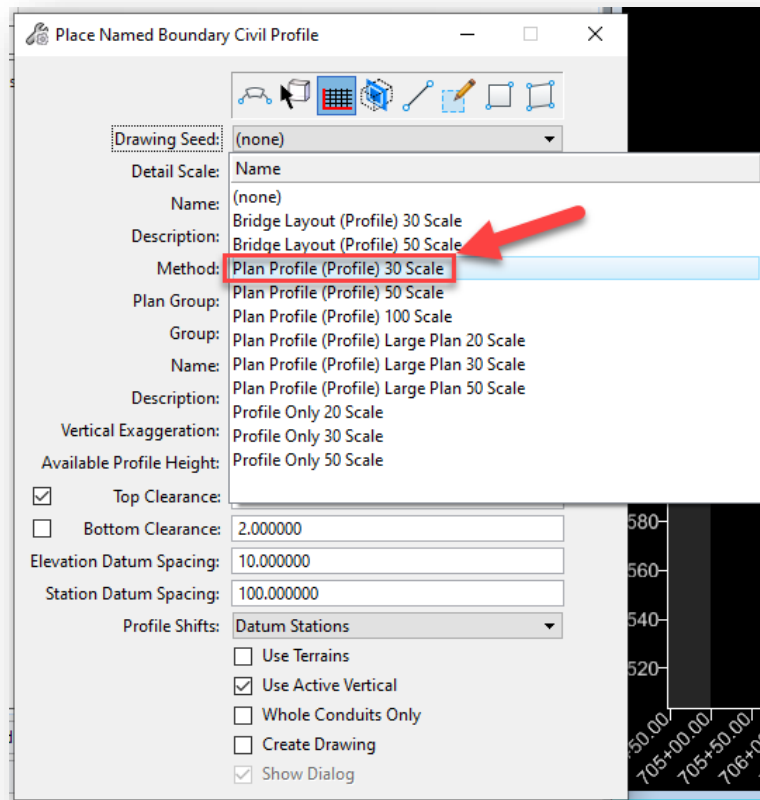 Place Named Boundary Civil Profile
Drawing Seed: (none)
Detail Scale: Name
Name: (none)
Bridge Layout (Profile) 30 Scale
Description: Bridge Layout (Profile) 50 Scale
Method: Plan Profile (Profile) 30 Scale
Plan Group: Plan Profile (Profile) 50 Scale
Plan Profile (Profile) 100 Scale
Group: Plan Profile (Profile) Large Plan 20 Scale
Name: Plan Profile (Profile) Large Plan 30 Scale
Description: Plan Profile (Profile) Large Plan 50 Scale
Profile Only 20 Scale
Vertical Exaggeration: Profile Only 30 Scale
Available Profile Height: Profile Only 50 Scale
Top Clearance:
Bottom Clearance: 2.000000
580
Elevation Datum Spacing: 10.000000
560
Station Datum Spacing: 100.000000
Profile Shifts: Datum Stations
540
Use Terrains
520
Use Active Vertical
Whole Conduits Only
Create Drawing
705+00.00
705+50.00
Show Dialog